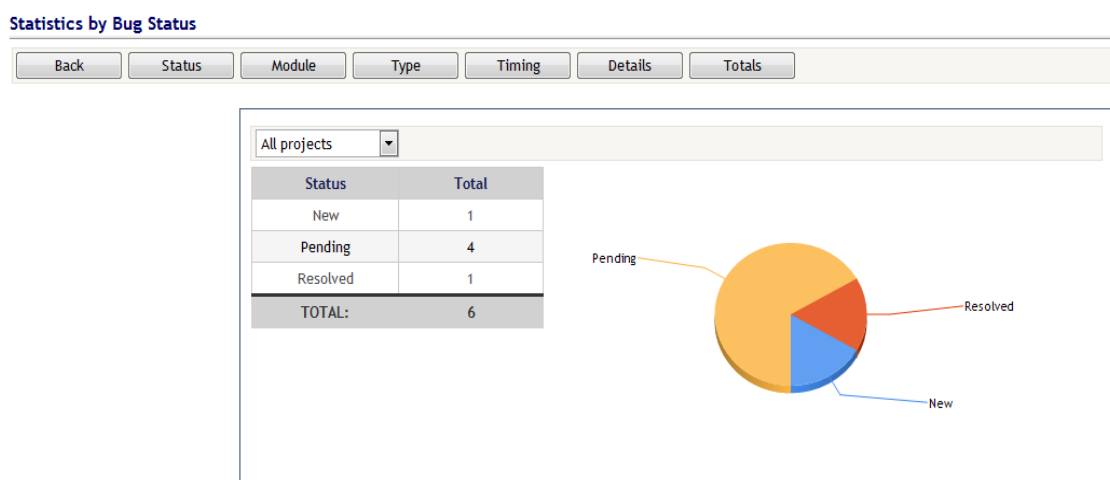 Statistics by Bug Status
Back Status Module Type Timing Details Totals
All projects
Status Total
New 1
Pending 4
Resolved 1
TOTAL: 6
Pending
Resolved
New